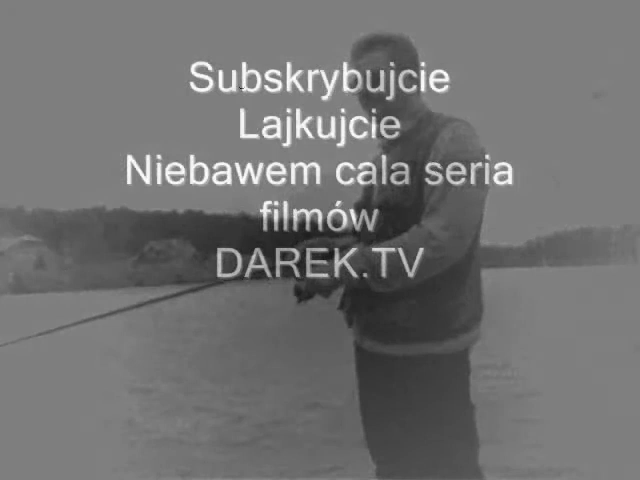 Subskrybujcie
Lajkujcie
Niebawem cala seria
filmów
DAREK.TV